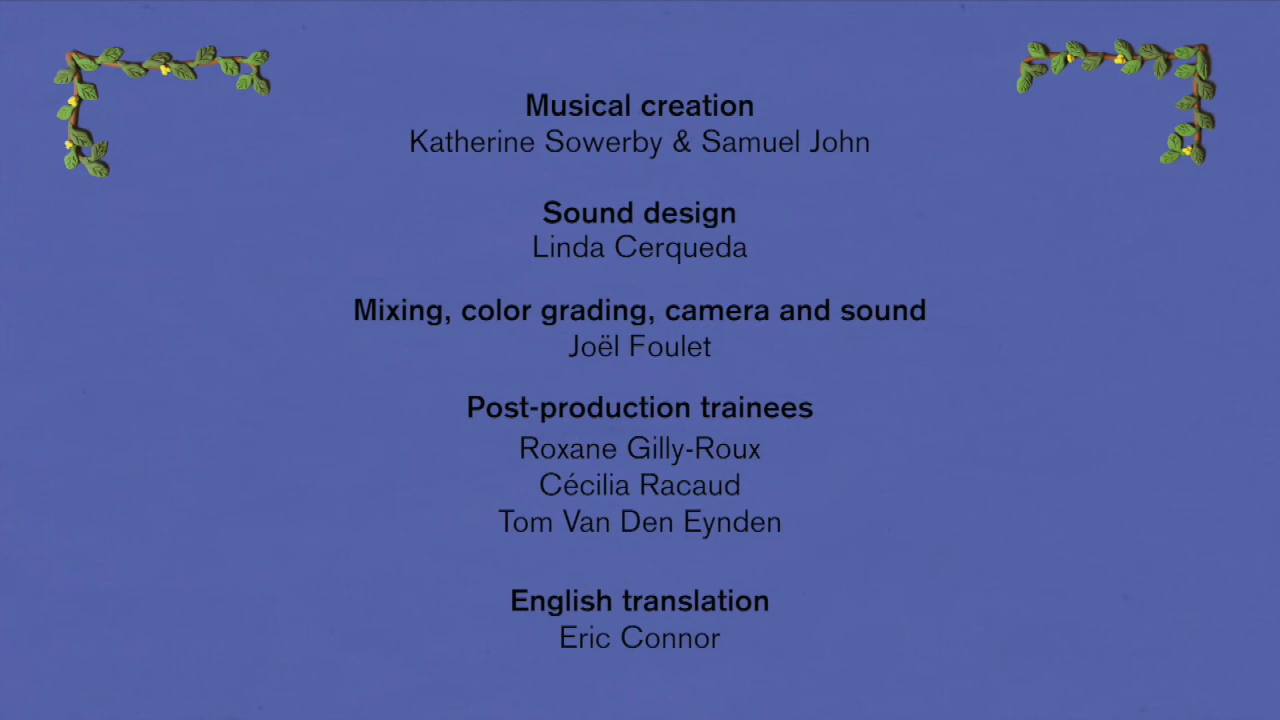 Musical creation
Katherine Sowerby & Samuel John
Sound design
Linda Cerqueda
Mixing, color grading, camera and sound
Joël Foulet
Post-production trainees
Roxane Gilly-Roux
Cécilia Racaud
Tom Van Den Eynden
English translation
Eric Connor